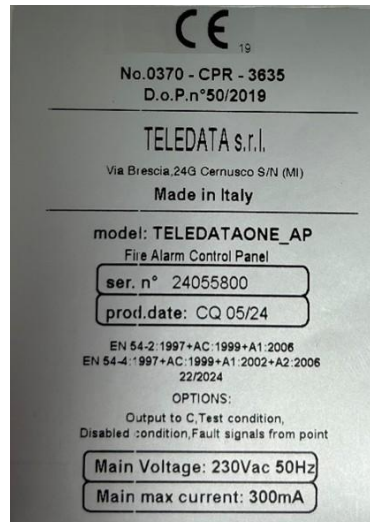 CE
19
No.0370 - CPR - 3635
D.o.P.n°50/2019
TELEDATA s.r.l.
Via Brescia,24G Cernusco S/N (MI)
Made in Italy
model: TELEDATAONE_AP
Fire Alarm Control Panel
ser. n° 24055800
prod.date: CQ 05/24
EN 54-2:1997+AC:1999+A1:2006
EN 54-4:1997+AC:1999+A1:2002+A2:2006
22/2024
OPTIONS:
Output to C,Test condition,
Disabled condition,Fault signals from point
Main Voltage: 230Vac 50Hz
Main max current: 300mA